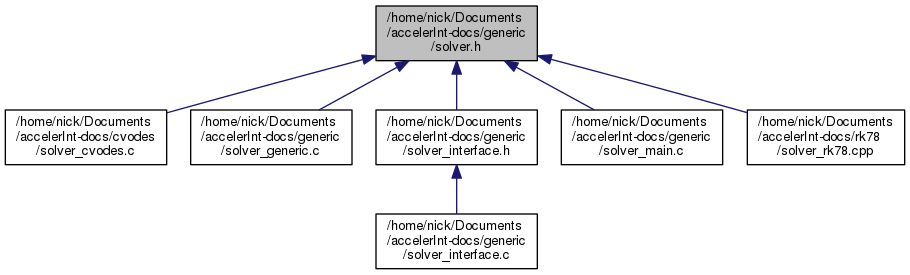 /home/nick/Documents
/accelerInt-docs/generic
/solver.h
/home/nick/Documents
/accelerInt-docs/cvodes
/solver_cvodes.c
/home/nick/Documents
/accelerInt-docs/generic
/solver_generic.c
/home/nick/Documents
/accelerInt-docs/generic
/solver_interface.h
/home/nick/Documents
/accelerInt-docs/generic
/solver_main.c
/home/nick/Documents
/accelerInt-docs/rk78
/solver_rk78.cpp
/home/nick/Documents
/accelerInt-docs/generic
/solver_interface.c